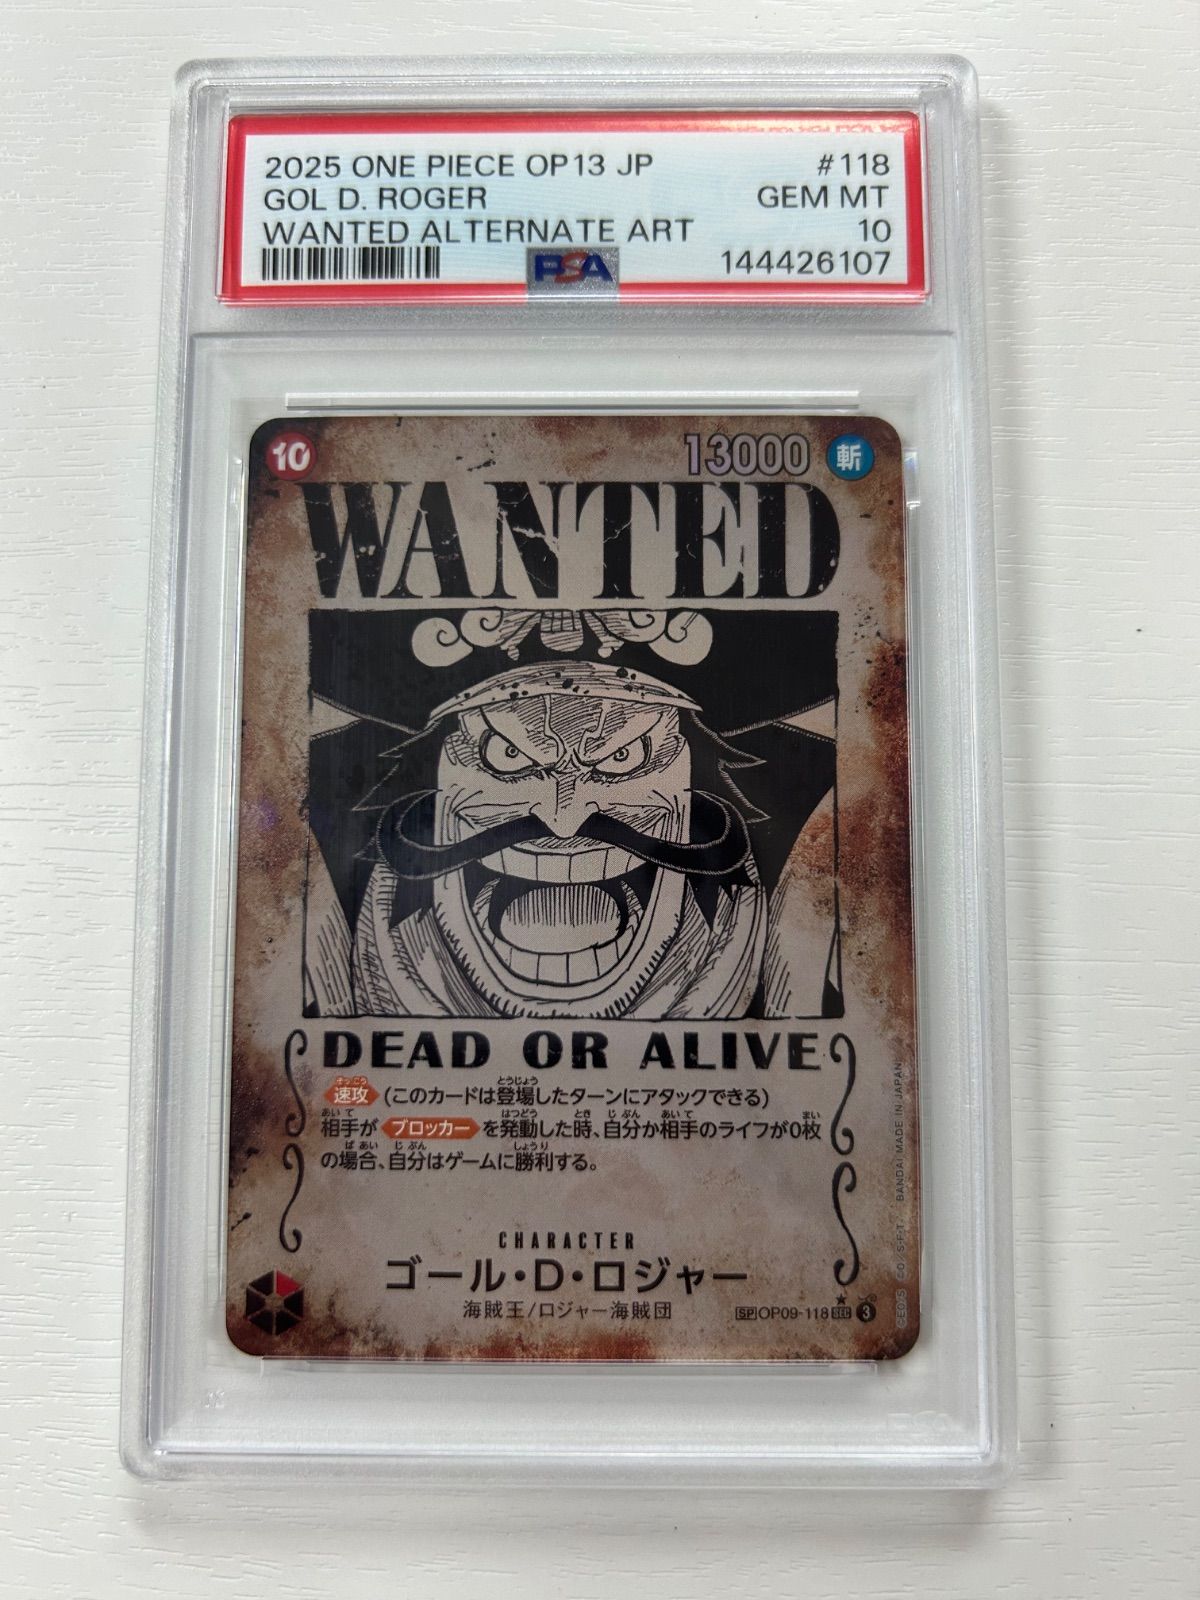 2025 ONE PIECE OP13 JP #118
GOL D. ROGER GEM MT
WANTED ALTERNATE ART 10
PSA 144426107
10 13000 斬
WANTED
DEAD OR ALIVE
速攻 (このカードは登場したターンにアタックできる)
相手が ブロッカー を発動した時、自分か相手のライフが0枚
の場合、自分はゲームに勝利する。
CHARACTER
ゴール・D・ロジャー
海賊王/ロジャー海賊団
SP OP09-118 SEC 3
©E.O./S. ©O./S.-F.-T. BANDAI MADE IN JAPAN